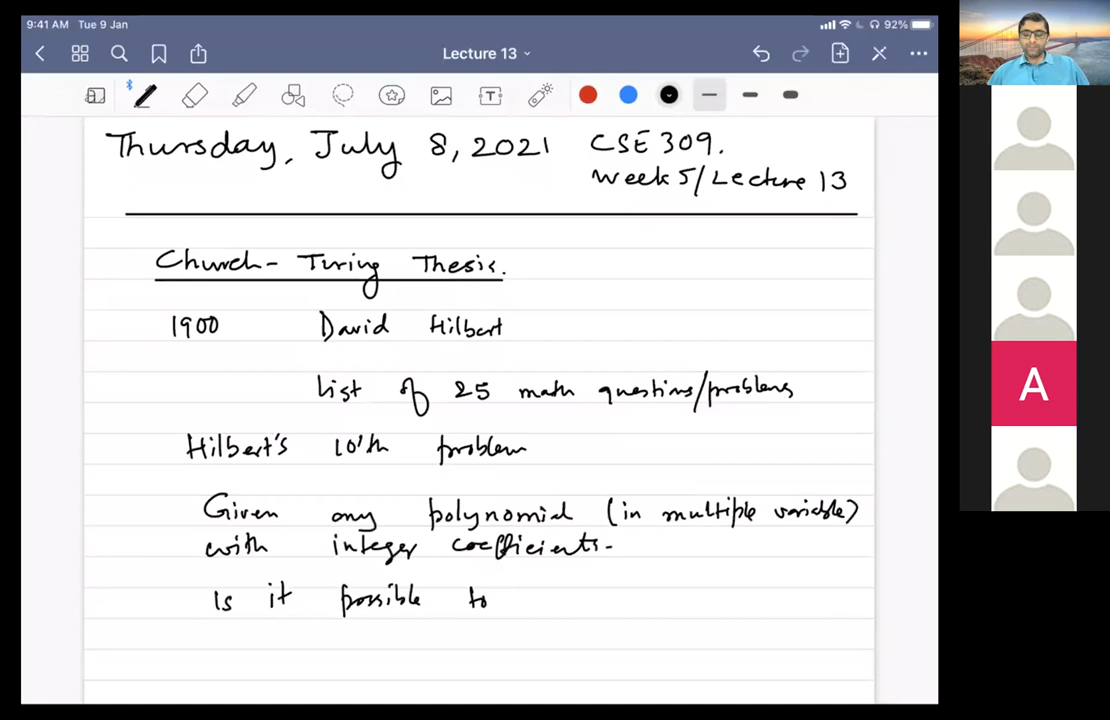 9:41 AM Tue 9 Jan
92%
Lecture 13
Thursday, July 8, 2021 CSE 309.
Week 5/Lecture 13
Church-Turing Thesis.
1900 David Hilbert
List of 25 math questions/problems
Hilbert's 10'th problem
Given any polynomial (in multiple variable)
with integer coefficients.
Is it possible to
A